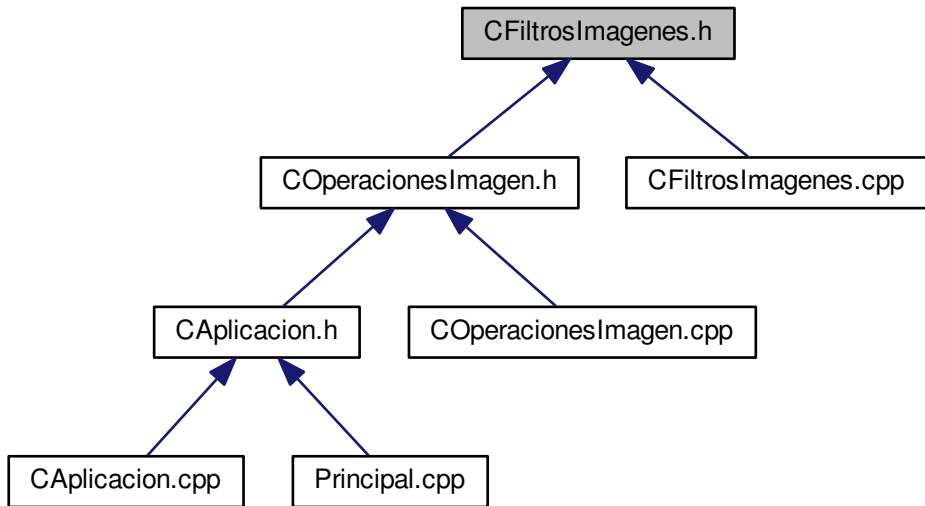 CFiltrosImagenes.h
COperacionesImagen.h
CFiltrosImagenes.cpp
CAplicacion.h
COperacionesImagen.cpp
CAplicacion.cpp
Principal.cpp